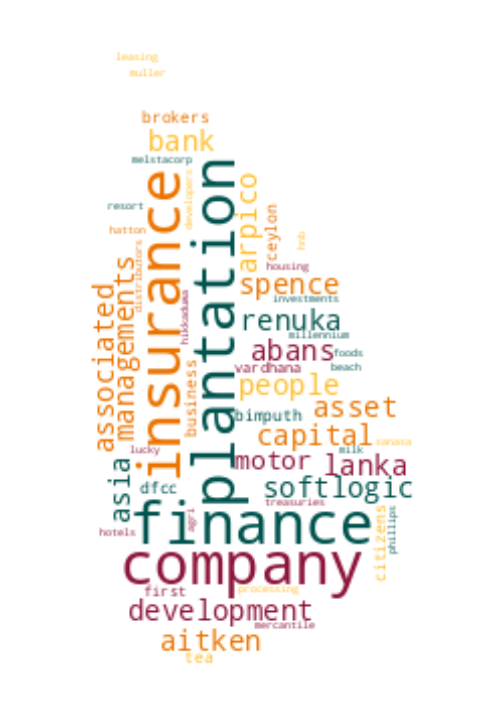 leasing
muller
brokers
bank
melstacorp
insurance
plantation
developers
arpico
resort
ceylon
hatton
hnb
distributors
managements
associated
housing
spence
investments
hikkaduwa
renuka
millennium
abans
foods
vardhana
beach
business
people
asset
bimputh
capital
sanasa
lucky
milk
motor
lanka
asia
dfcc
softlogic
treasuries
finance
agri
citizens
phillips
hotels
company
first
processing
development
mercantile
aitken
tea